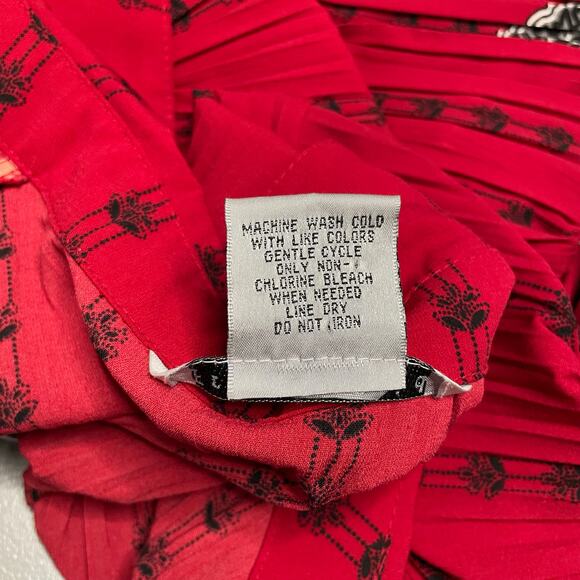 MACHINE WASH COLD
WITH LIKE COLORS
GENTLE CYCLE
ONLY NON-
CHLORINE BLEACH
WHEN NEEDED
LINE DRY
DO NOT IRON